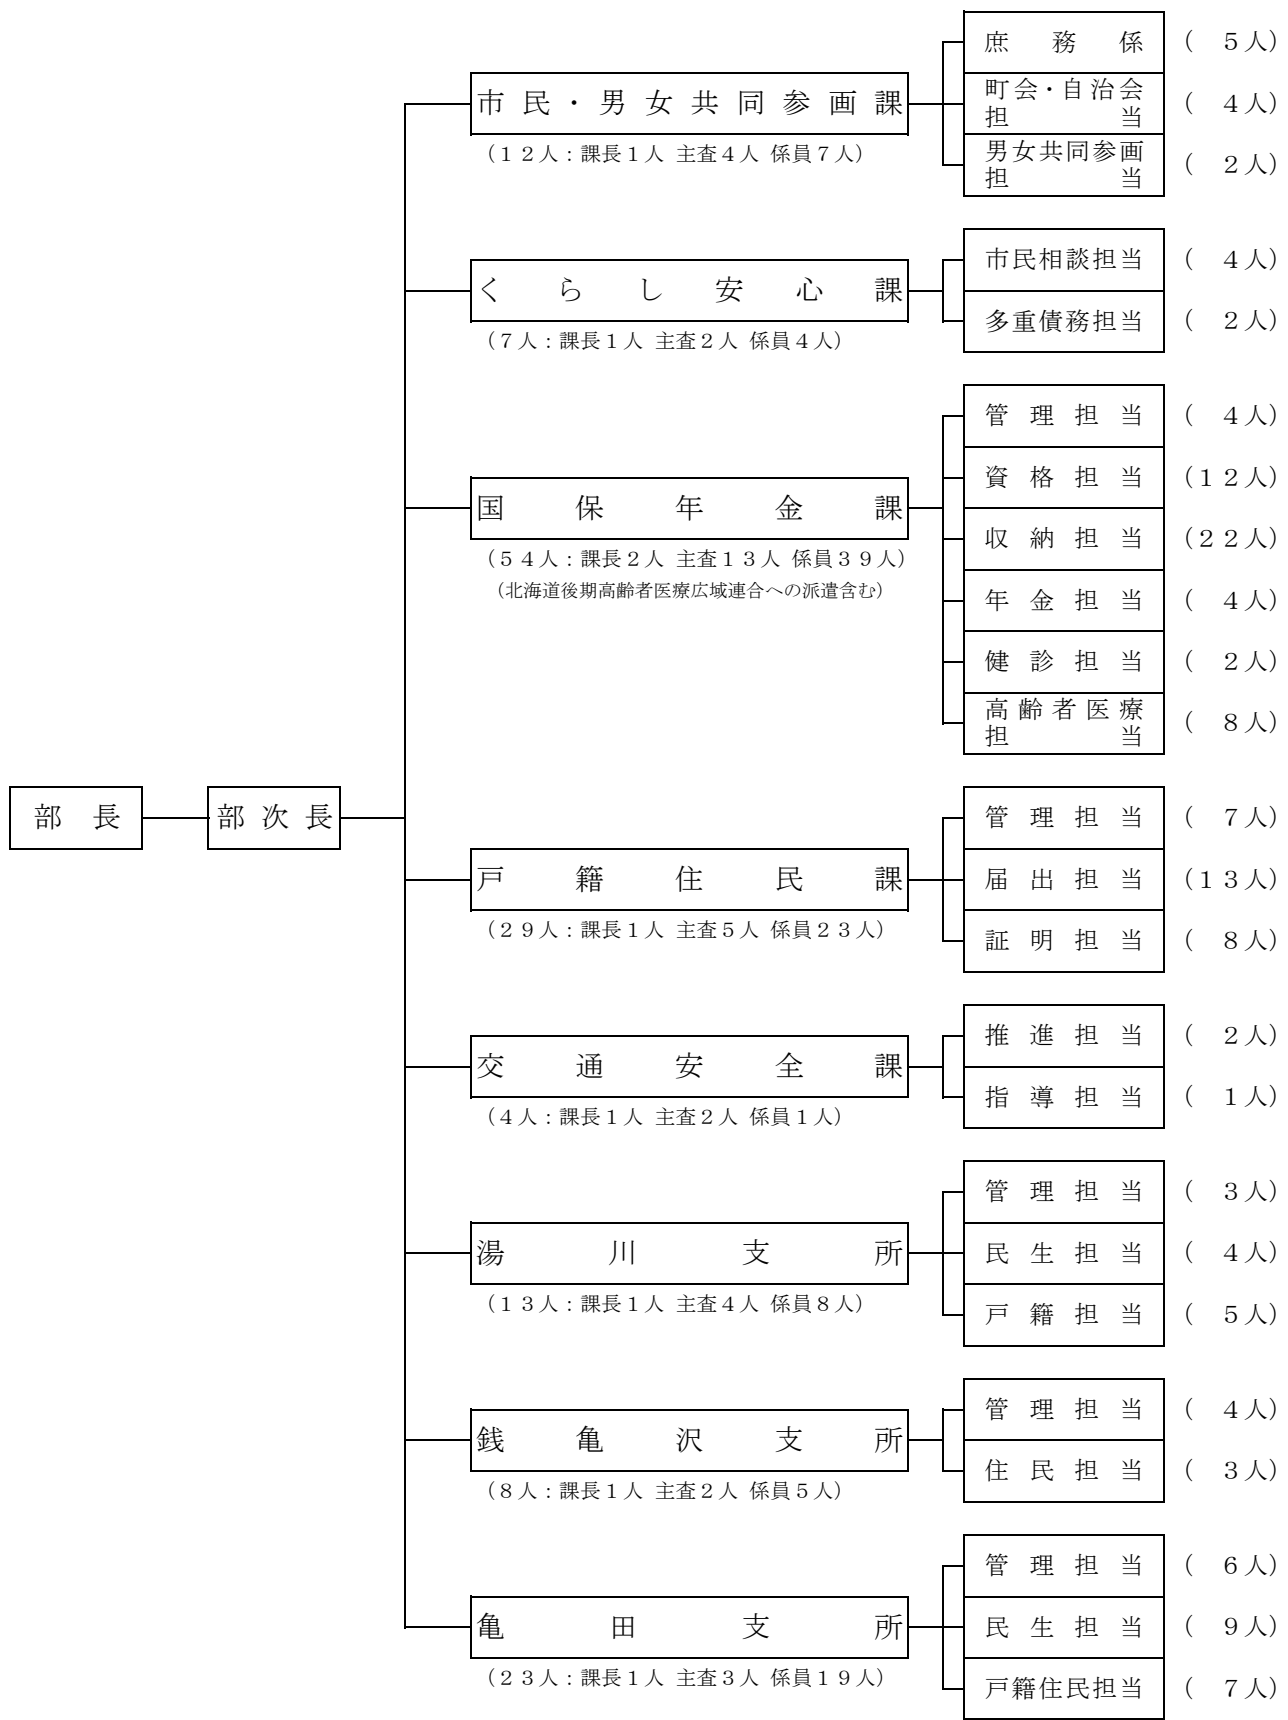 部長
部次長
市民・男女共同参画課
（１２人：課長１人 主査４人 係員７人）
庶務係
（　５人）
町会・自治会
担当
（　４人）
男女共同参画
担当
（　２人）
くらし安心課
（７人：課長１人 主査２人 係員４人）
市民相談担当
（　４人）
多重債務担当
（　２人）
国保年金課
（５４人：課長２人 主査１３人 係員３９人）
（北海道後期高齢者医療広域連合への派遣含む）
管理担当
（　４人）
資格担当
（１２人）
収納担当
（２２人）
年金担当
（　４人）
健診担当
（　２人）
高齢者医療
担当
（　８人）
戸籍住民課
（２９人：課長１人 主査５人 係員２３人）
管理担当
（　７人）
届出担当
（１３人）
証明担当
（　８人）
交通安全課
（４人：課長１人 主査２人 係員１人）
推進担当
（　２人）
指導担当
（　１人）
湯川支所
（１３人：課長１人 主査４人 係員８人）
管理担当
（　３人）
民生担当
（　４人）
戸籍担当
（　５人）
銭亀沢支所
（８人：課長１人 主査２人 係員５人）
管理担当
（　４人）
住民担当
（　３人）
亀田支所
（２３人：課長１人 主査３人 係員１９人）
管理担当
（　６人）
民生担当
（　９人）
戸籍住民担当
（　７人）